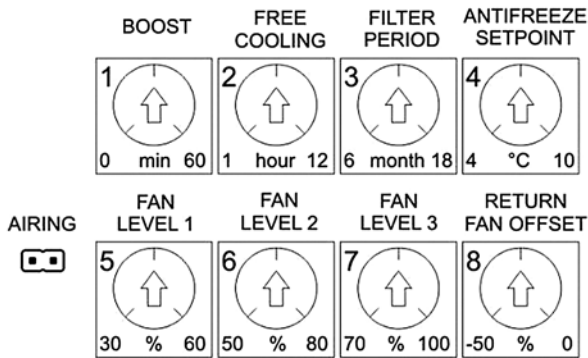 BOOST
FREE COOLING
FILTER PERIOD
ANTIFREEZE SETPOINT
1
0 min 60
2
1 hour 12
3
6 month 18
4
4 °C 10
AIRING
FAN LEVEL 1
FAN LEVEL 2
FAN LEVEL 3
RETURN FAN OFFSET
5
30 % 60
6
50 % 80
7
70 % 100
8
-50 % 0